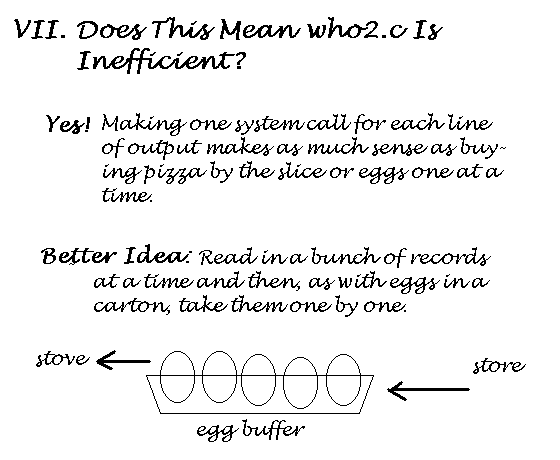 VII. Does This Mean who2.c Is
Inefficient?
Yes! Making one system call for each line
of output makes as much sense as buy-
ing pizza by the slice or eggs one at a
time.
Better Idea: Read in a bunch of records
at a time and then, as with eggs in a
carton, take them one by one.
stove
store
egg buffer